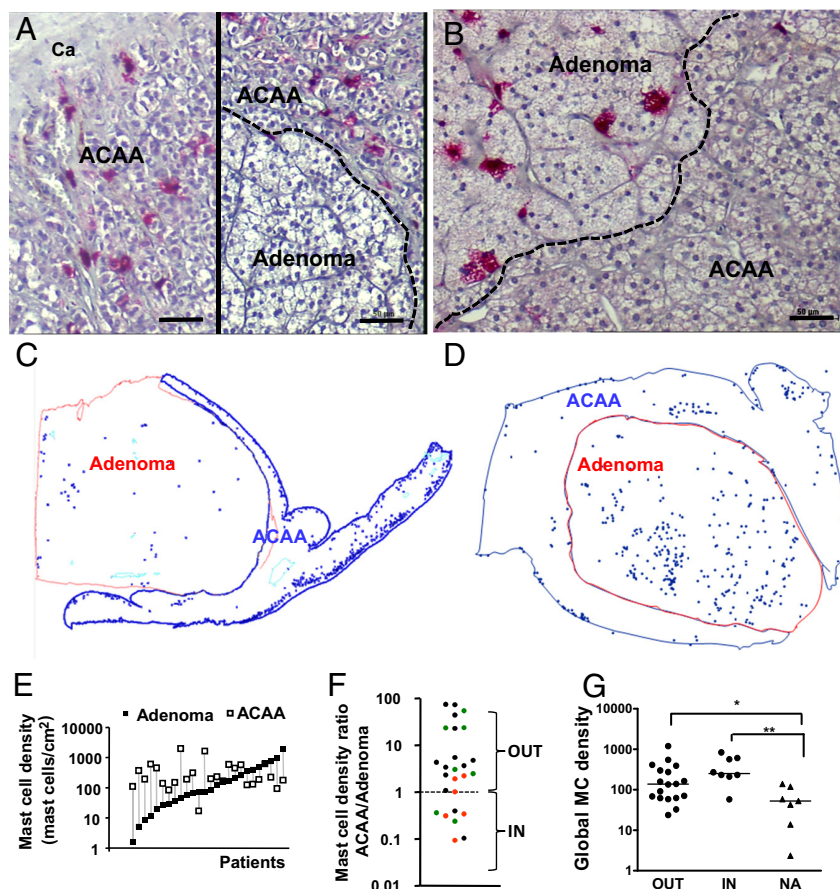 A
Ca
ACAA
ACAA
Adenoma
50 µm
B
Adenoma
ACAA
50 µm
C
Adenoma
ACAA
D
ACAA
Adenoma
E
Adenoma ACAA
Mast cell density
(mast cells/cm²)
10000
1000
100
10
1
Patients
F
Mast cell density ratio
ACAA/Adenoma
100
10
1
0.1
0.01
OUT
IN
G
Global MC density
10000
1000
100
10
1
*
**
OUT IN NA